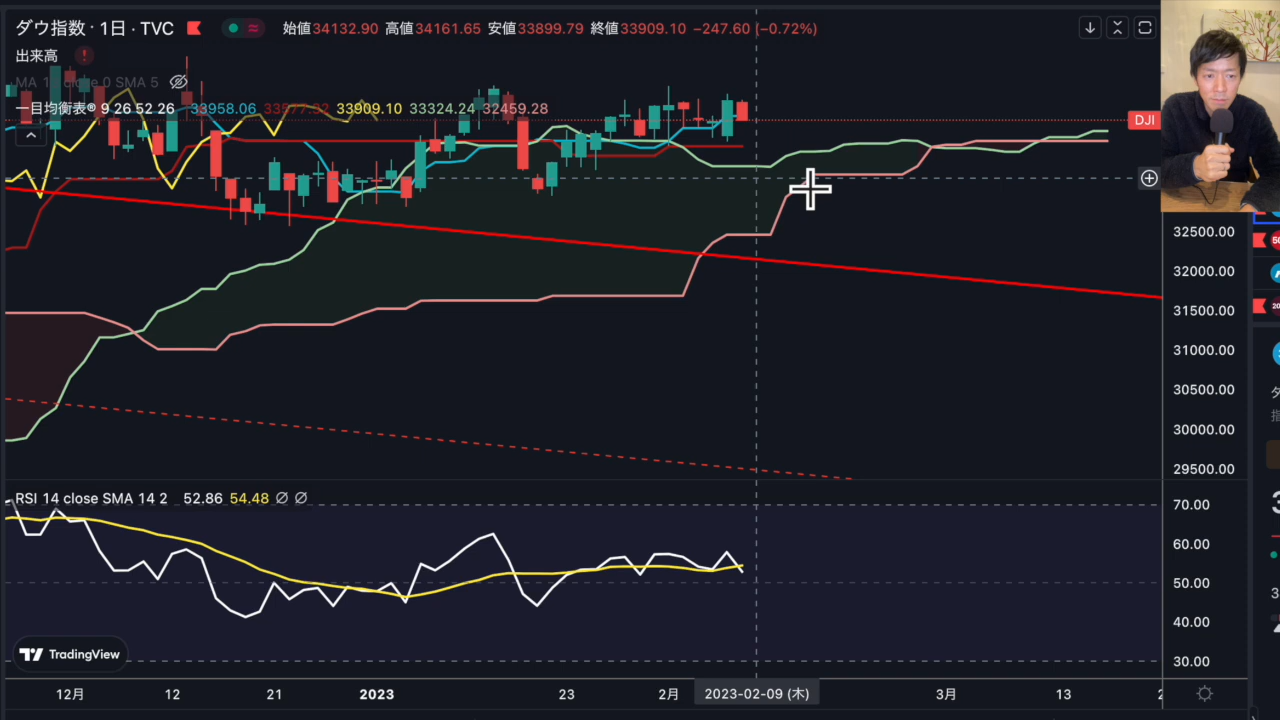 ダウ指数・1日・TVC 始値34132.90 高値34161.65 安値33899.79 終値33909.10 −247.60 (−0.72%)
出来高
close 0 SMA 5
一目均衡表® 9 26 52 26 33958.06 33577.32 33909.10 33324.24 32459.28
DJI
32500.00
32000.00
31500.00
31000.00
30500.00
30000.00
29500.00
RSI 14 close SMA 14 2 52.86 54.48 ∅ ∅
70.00
60.00
50.00
40.00
30.00
TradingView
12月 12 21 2023 23 2月 2023-02-09 (木) 3月 13